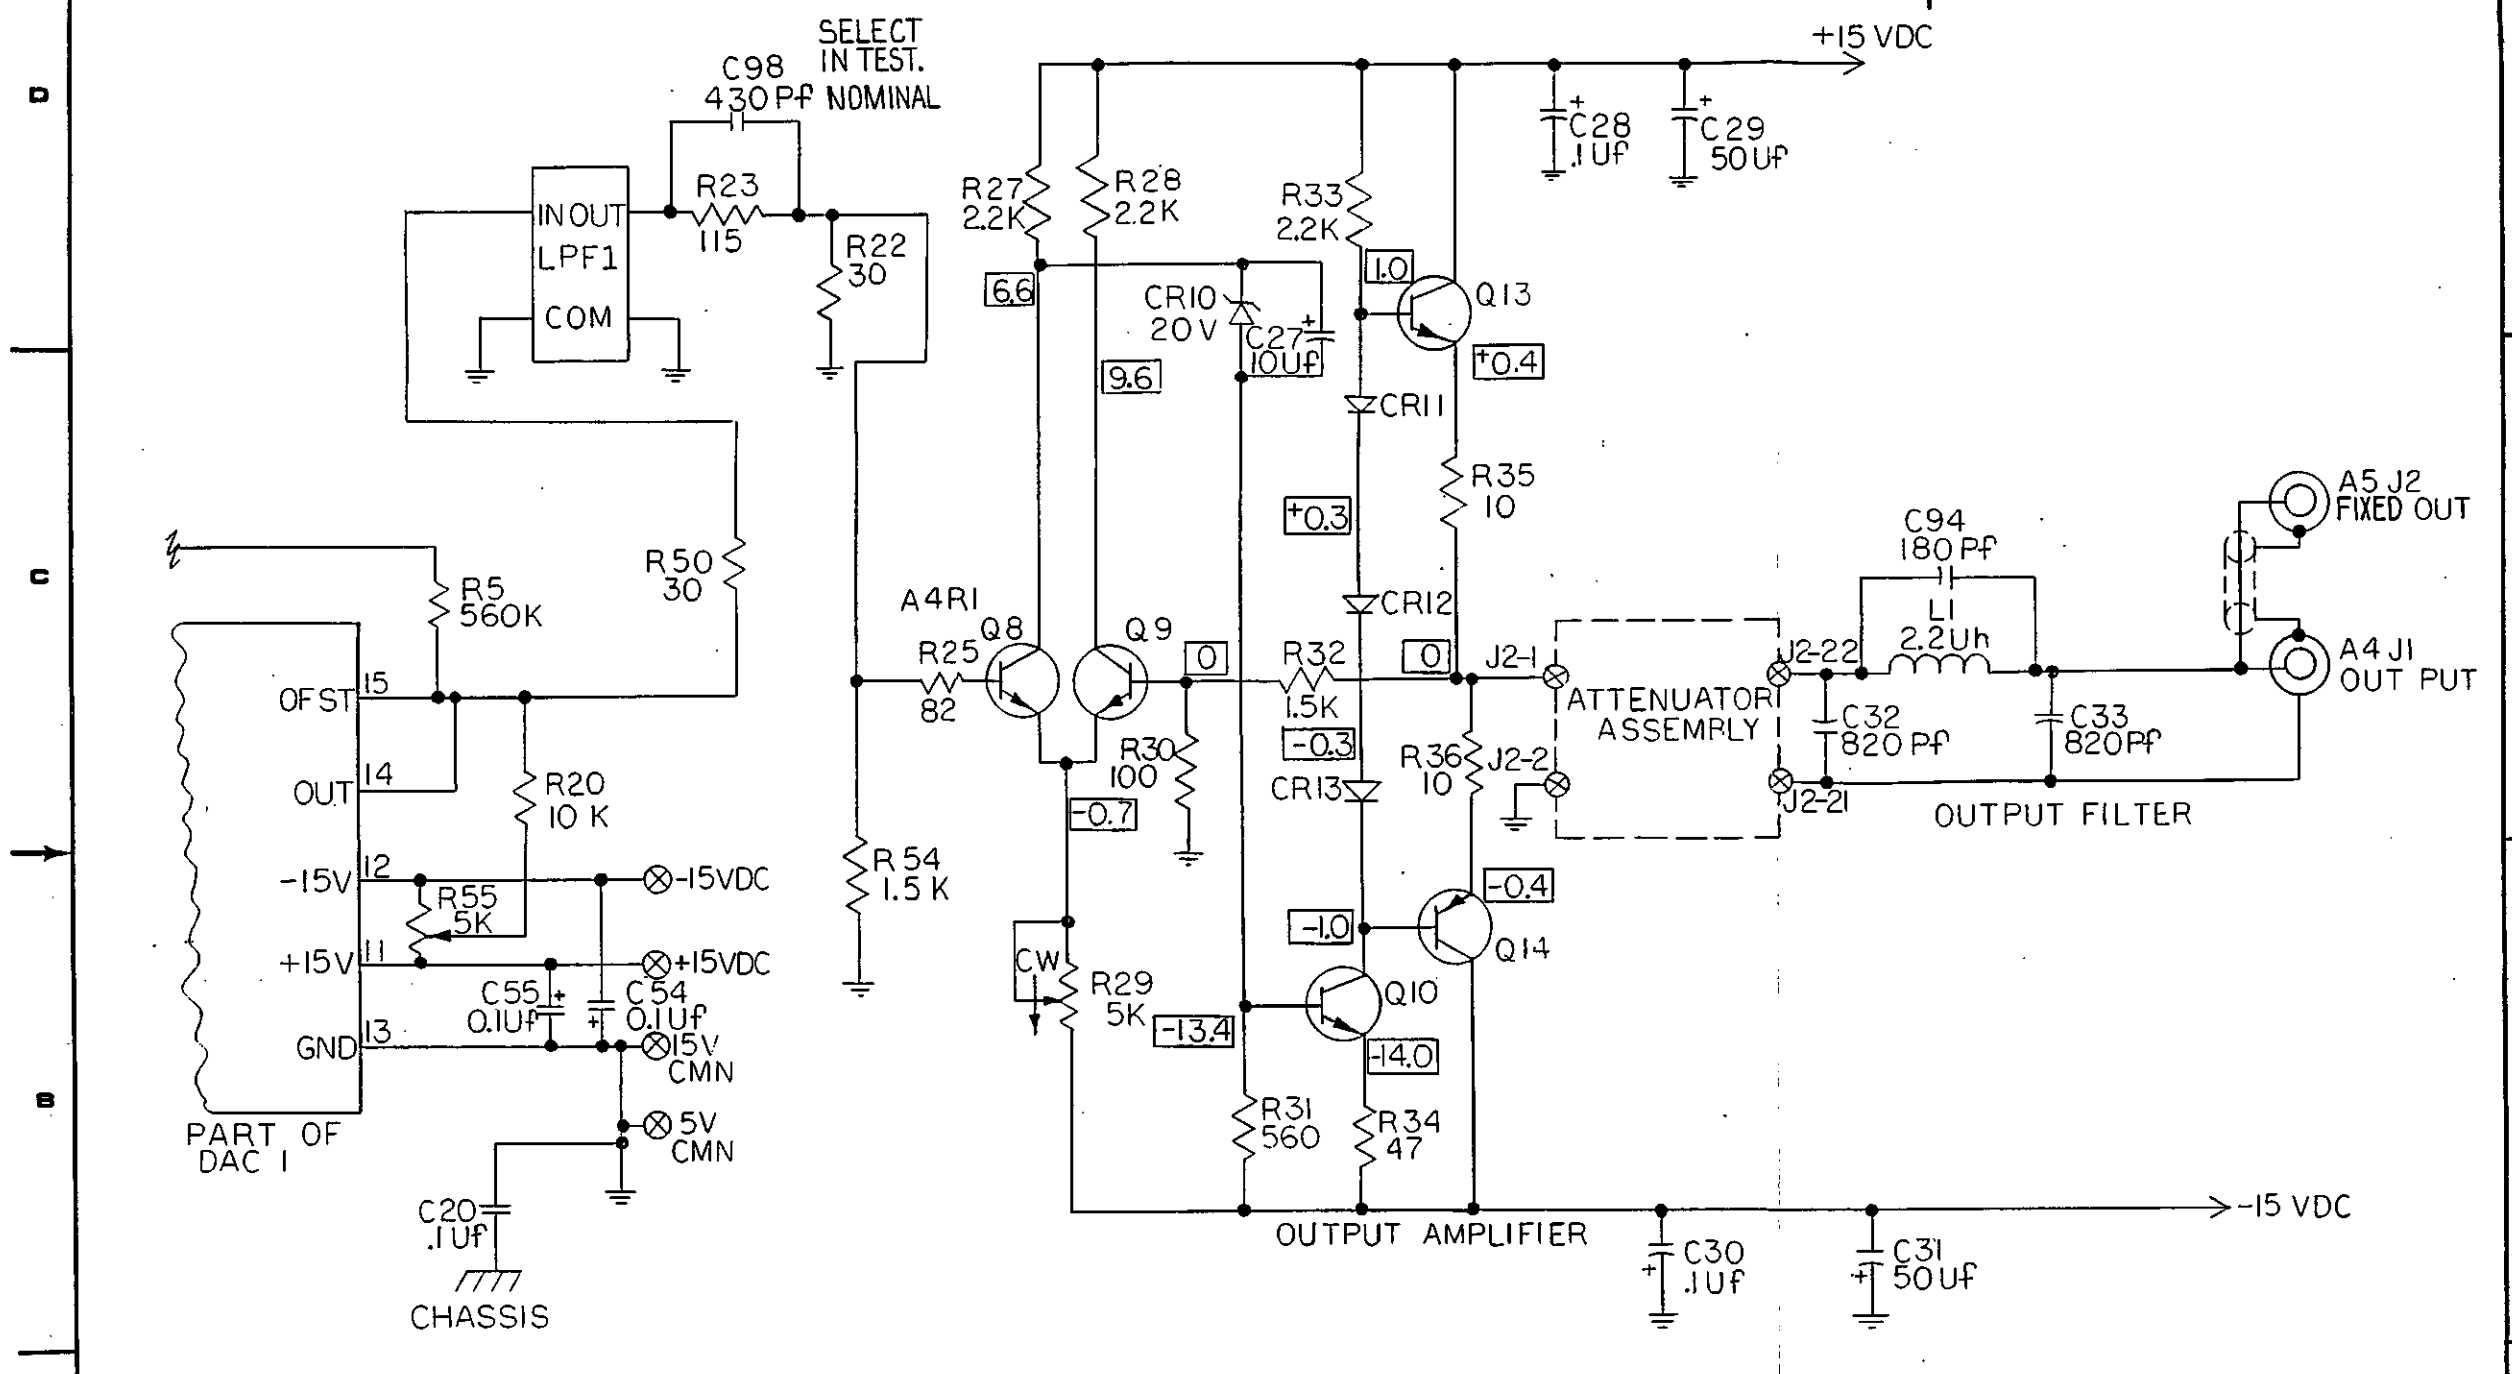 D
C
B
SELECT
IN TEST.
C98
430 Pf NOMINAL
IN OUT
LPF1
COM
R23
115
R22
30
R50
30
R5
560K
OFST
15
OUT
14
-15V
12
+15V
11
GND
13
PART OF
DAC 1
R20
10 K
R55
5K
-15VDC
+15VDC
C55
+
0.1Uf
C54
+
0.1Uf
15V
CMN
5V
CMN
C20
.1Uf
CHASSIS
R54
1.5 K
A4R1
R25
82
Q8
Q9
R27
2.2K
R28
2.2K
6.6
9.6
CR10
20 V
+
C27
10Uf
R33
2.2K
1.0
Q13
+0.4
CR11
+0.3
R35
10
CR12
0
R32
1.5K
0
-0.3
R30
100
-0.7
CR13
R36
10
-0.4
-1.0
Q14
CW
R29
5K
Q10
-13.4
-14.0
R31
560
R34
47
OUTPUT AMPLIFIER
+15 VDC
+
C28
.1Uf
+
C29
50Uf
J2-1
J2-2
ATTENUATOR
ASSEMBLY
J2-22
J2-21
C32
820 Pf
C94
180 Pf
L1
2.2Uh
C33
820Pf
OUTPUT FILTER
A5 J2
FIXED OUT
A4 J1
OUT PUT
-15 VDC
C30
+
.1Uf
C31
+
50Uf